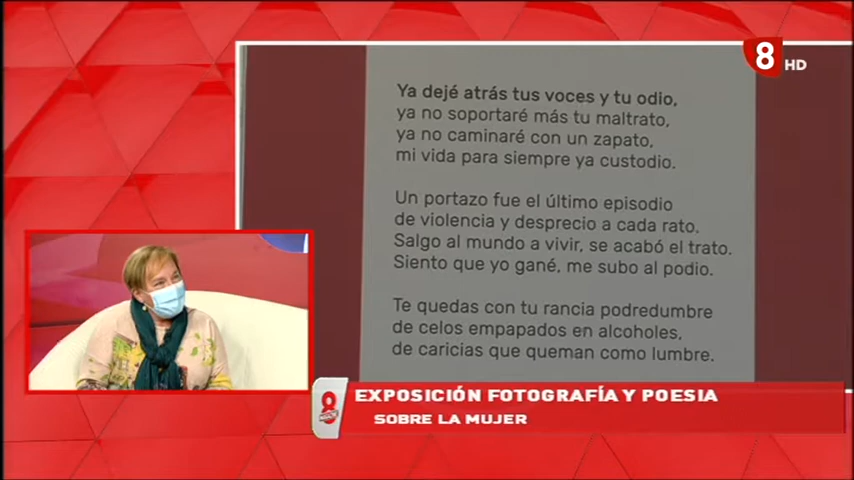 8 HD
Ya dejé atrás tus voces y tu odio,
ya no soportaré más tu maltrato,
ya no caminaré con un zapato,
mi vida para siempre ya custodio.
Un portazo fue el último episodio
de violencia y desprecio a cada rato.
Salgo al mundo a vivir, se acabó el trato.
Siento que yo gané, me subo al podio.
Te quedas con tu rancia podredumbre
de celos empapados en alcoholes,
de caricias que queman como lumbre.
8
EXPOSICIÓN FOTOGRAFÍA Y POESIA
SOBRE LA MUJER